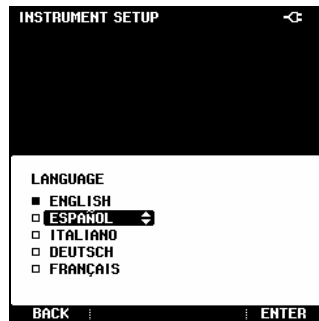 INSTRUMENT SETUP
LANGUAGE
ENGLISH
ESPAÑOL
ITALIANO
DEUTSCH
FRANÇAIS
BACK ENTER